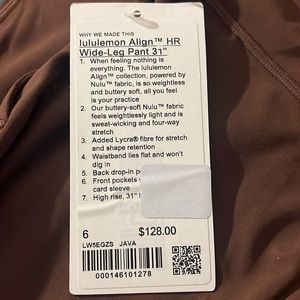 WHY WE MADE THIS
lululemon Align™ HR
Wide-Leg Pant 31"
1. When feeling nothing is
everything. The lululemon
Align™ collection, powered by
Nulu™ fabric, is so weightless
and buttery soft, all you feel
is your practice
2. Our buttery-soft Nulu™ fabric
feels weightlessly light and is
sweat-wicking and four-way
stretch
3. Added Lycra® fibre for stretch
and shape retention
4. Waistband lies flat and won't
dig in
5. Back drop-in
6. Front pockets
card sleeve
7. High rise, 31"
6 $128.00
LW5EGZS JAVA
000146101278